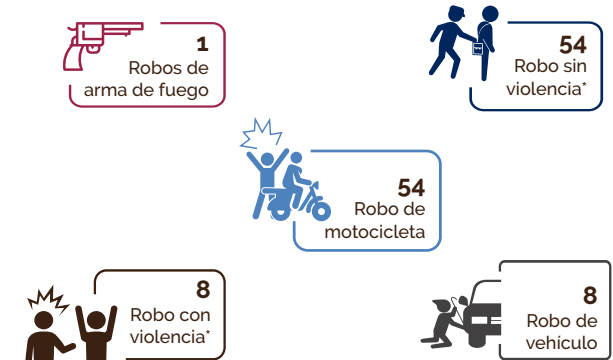 1
Robos de
arma de fuego
54
Robo sin
violencia*
54
Robo de
motocicleta
8
Robo con
violencia*
8
Robo de
vehículo